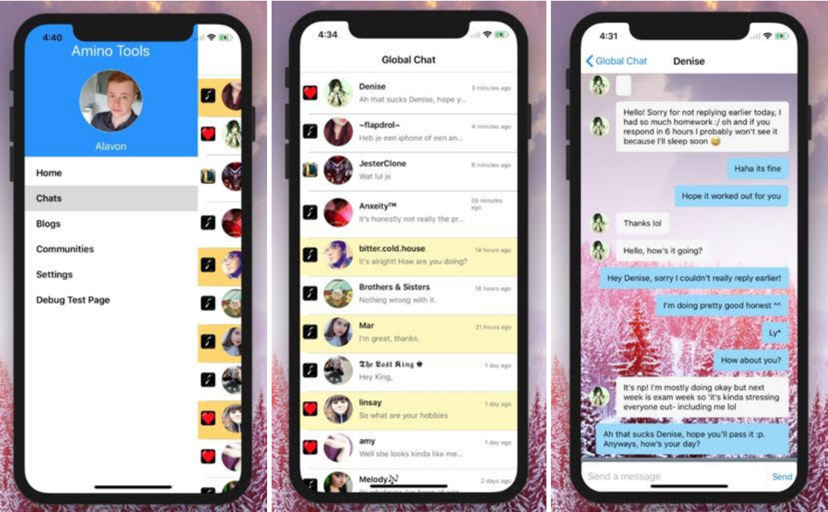 4:40
Amino Tools
Alavon
Home
Chats
Blogs
Communities
Settings
Debug Test Page
4:34
Global Chat
Denise
3 minutes ago
Ah that sucks Denise, hope y...
~flapdrol~
4 minutes ago
Heb je een iphone of een an...
JesterClone
8 minutes ago
Wat lul je
Anxeity™
29 minutes ago
It's honestly not really the pr...
bitter.cold.house
14 hours ago
It's alright! How are you doing?
Brothers & Sisters
18 hours ago
Nothing wrong with it.
Mar
21 hours ago
I'm great, thanks.
𝕿𝖍𝖊 𝕷𝖆𝖘𝖙 𝕶𝖎𝖓𝖌
1 day ago
Hey King,
linsay
1 day ago
So what are your hobbies
amy
1 day ago
Well she looks kinda like me...
Melody🎶
3 days ago
4:31
Global Chat
Denise
Hello! Sorry for not replying earlier today, I
had so much homework :/ oh and if you
respond in 6 hours I probably won't see it
because I'll sleep soon 😅
Haha its fine
Hope it worked out for you
Thanks lol
Hello, how's it going?
Hey Denise, sorry I couldn't really reply earlier!
I'm doing pretty good honest ^^
Ly*
How about you?
It's np! I'm mostly doing okay but next
week is exam week so 'it's kinda stressing
everyone out- including me lol
Ah that sucks Denise, hope you'll pass it :p.
Anyways, how's your day?
Send a message
Send